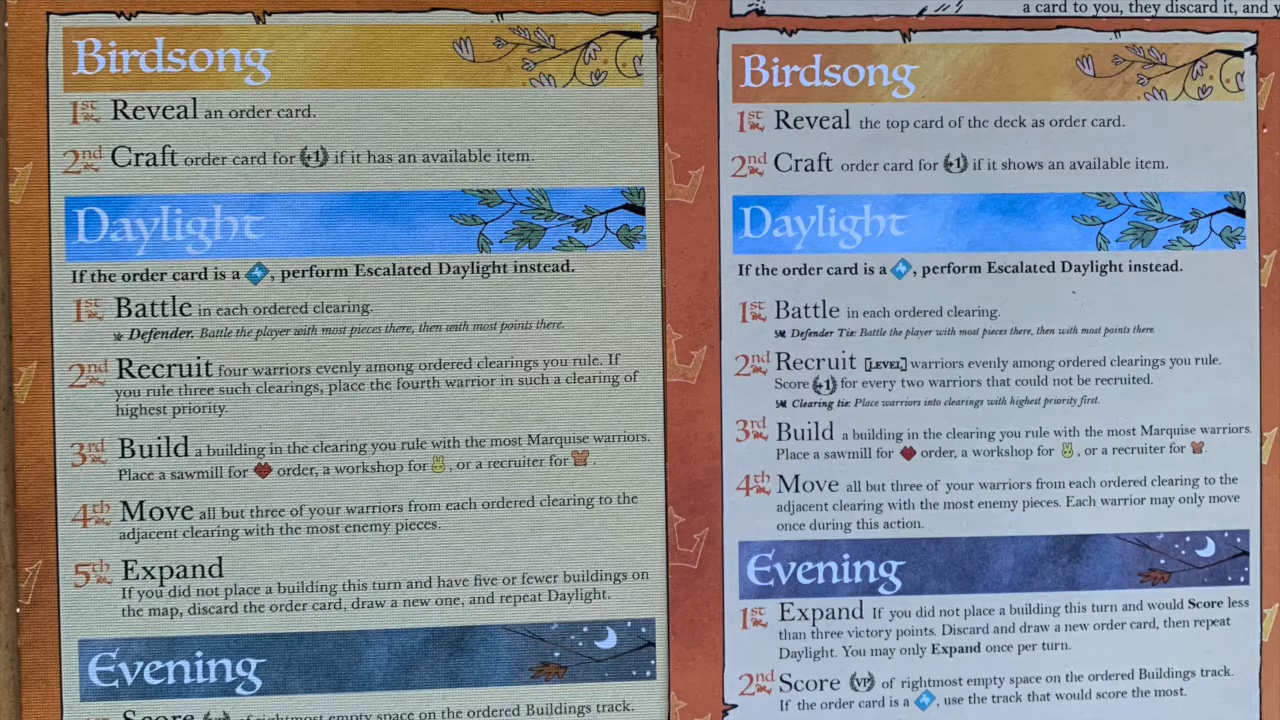 Birdsong
1st Reveal an order card.
2nd Craft order card for +1 if it has an available item.
Daylight
If the order card is a , perform Escalated Daylight instead.
1st Battle in each ordered clearing.
Defender. Battle the player with most pieces there, then with most points there.
2nd Recruit four warriors evenly among ordered clearings you rule. If
you rule three such clearings, place the fourth warrior in such a clearing of
highest priority.
3rd Build a building in the clearing you rule with the most Marquise warriors.
Place a sawmill for order, a workshop for , or a recruiter for .
4th Move all but three of your warriors from each ordered clearing to the
adjacent clearing with the most enemy pieces.
5th Expand
If you did not place a building this turn and have five or fewer buildings on
the map, discard the order card, draw a new one, and repeat Daylight.
Evening
Score of rightmost empty space on the ordered Buildings track.
a card to you, they discard it, and y
Birdsong
1st Reveal the top card of the deck as order card.
2nd Craft order card for +1 if it shows an available item.
Daylight
If the order card is a , perform Escalated Daylight instead.
1st Battle in each ordered clearing.
Defender Tie: Battle the player with most pieces there, then with most points there.
2nd Recruit [LEVEL] warriors evenly among ordered clearings you rule.
Score +1 for every two warriors that could not be recruited.
Clearing tie: Place warriors into clearings with highest priority first.
3rd Build a building in the clearing you rule with the most Marquise warriors.
Place a sawmill for order, a workshop for , or a recruiter for .
4th Move all but three of your warriors from each ordered clearing to the
adjacent clearing with the most enemy pieces. Each warrior may only move
once during this action.
Evening
1st Expand If you did not place a building this turn and would Score less
than three victory points. Discard and draw a new order card, then repeat
Daylight. You may only Expand once per turn.
2nd Score VP of rightmost empty space on the ordered Buildings track.
If the order card is a , use the track that would score the most.